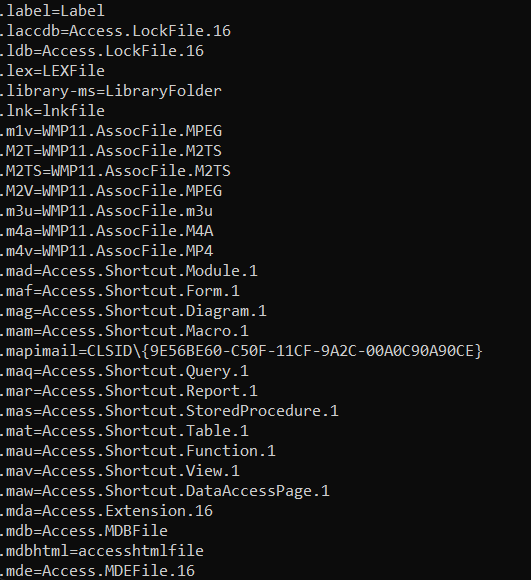 .label=Label
.laccdb=Access.LockFile.16
.ldb=Access.LockFile.16
.lex=LEXFile
.library-ms=LibraryFolder
.lnk=lnkfile
.m1v=WMP11.AssocFile.MPEG
.M2T=WMP11.AssocFile.M2TS
.M2TS=WMP11.AssocFile.M2TS
.M2V=WMP11.AssocFile.MPEG
.m3u=WMP11.AssocFile.m3u
.m4a=WMP11.AssocFile.M4A
.m4v=WMP11.AssocFile.MP4
.mad=Access.Shortcut.Module.1
.maf=Access.Shortcut.Form.1
.mag=Access.Shortcut.Diagram.1
.mam=Access.Shortcut.Macro.1
.mapimail=CLSID\{9E56BE60-C50F-11CF-9A2C-00A0C90A90CE}
.maq=Access.Shortcut.Query.1
.mar=Access.Shortcut.Report.1
.mas=Access.Shortcut.StoredProcedure.1
.mat=Access.Shortcut.Table.1
.mau=Access.Shortcut.Function.1
.mav=Access.Shortcut.View.1
.maw=Access.Shortcut.DataAccessPage.1
.mda=Access.Extension.16
.mdb=Access.MDBFile
.mdbhtml=accesshtmlfile
.mde=Access.MDEFile.16